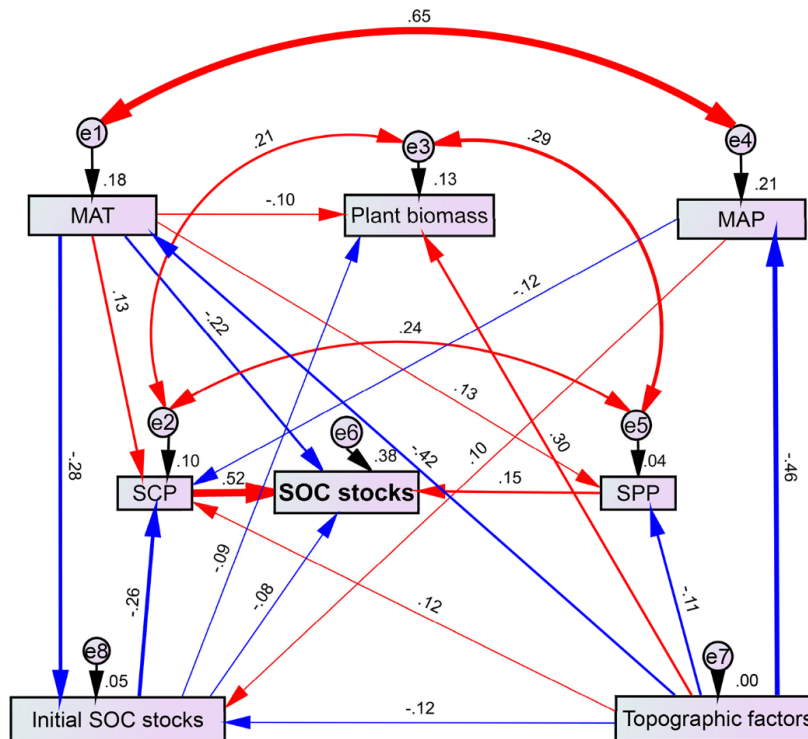 .65
e1
e4
.21
e3
.29
.18
.13
.21
MAT
-.10
Plant biomass
MAP
.13
-.22
-.12
.24
.13
e2
e6
e5
.10
.38
.04
-.28
.10
.30
-.42
-.46
SCP
.52
SOC stocks
.15
SPP
-.26
-.09
-.08
.12
-.11
e8
.05
e7
.00
Initial SOC stocks
-.12
Topographic factors